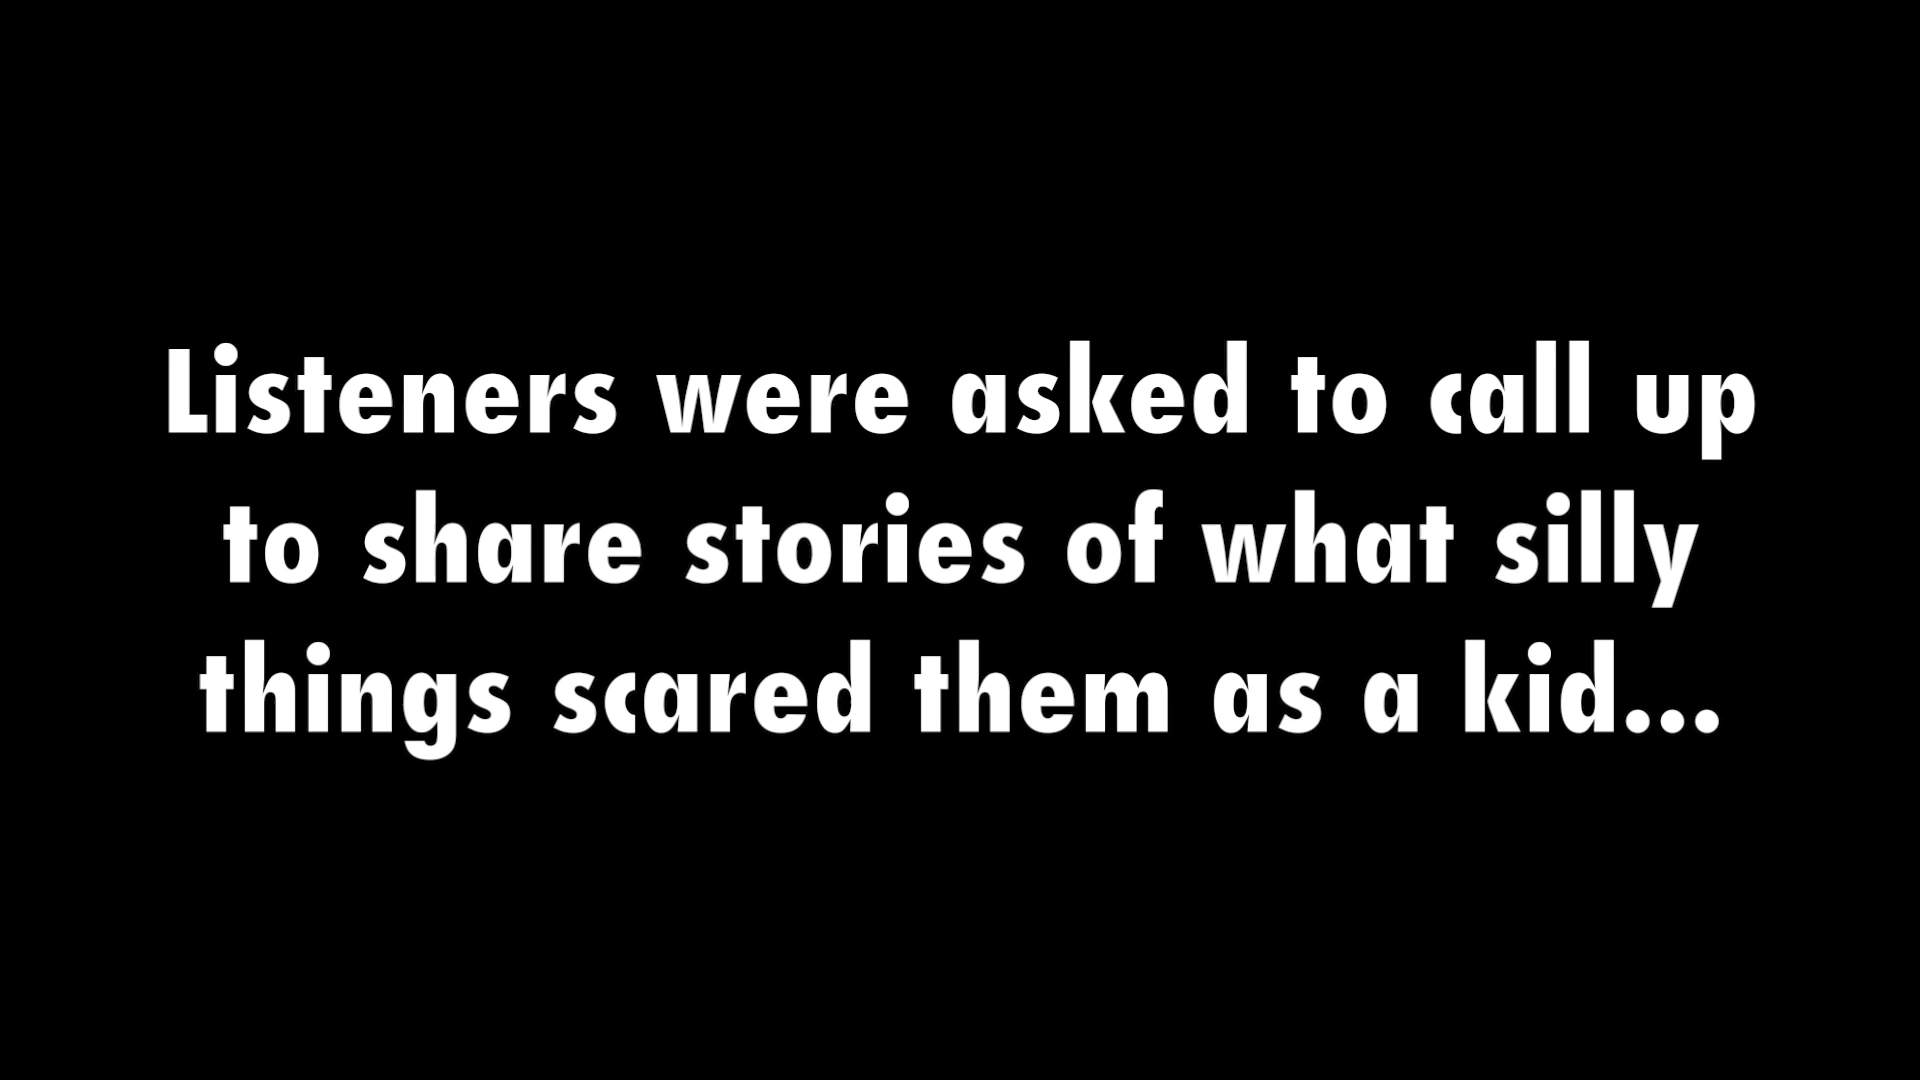 Listeners were asked to call up
to share stories of what silly
things scared them as a kid...